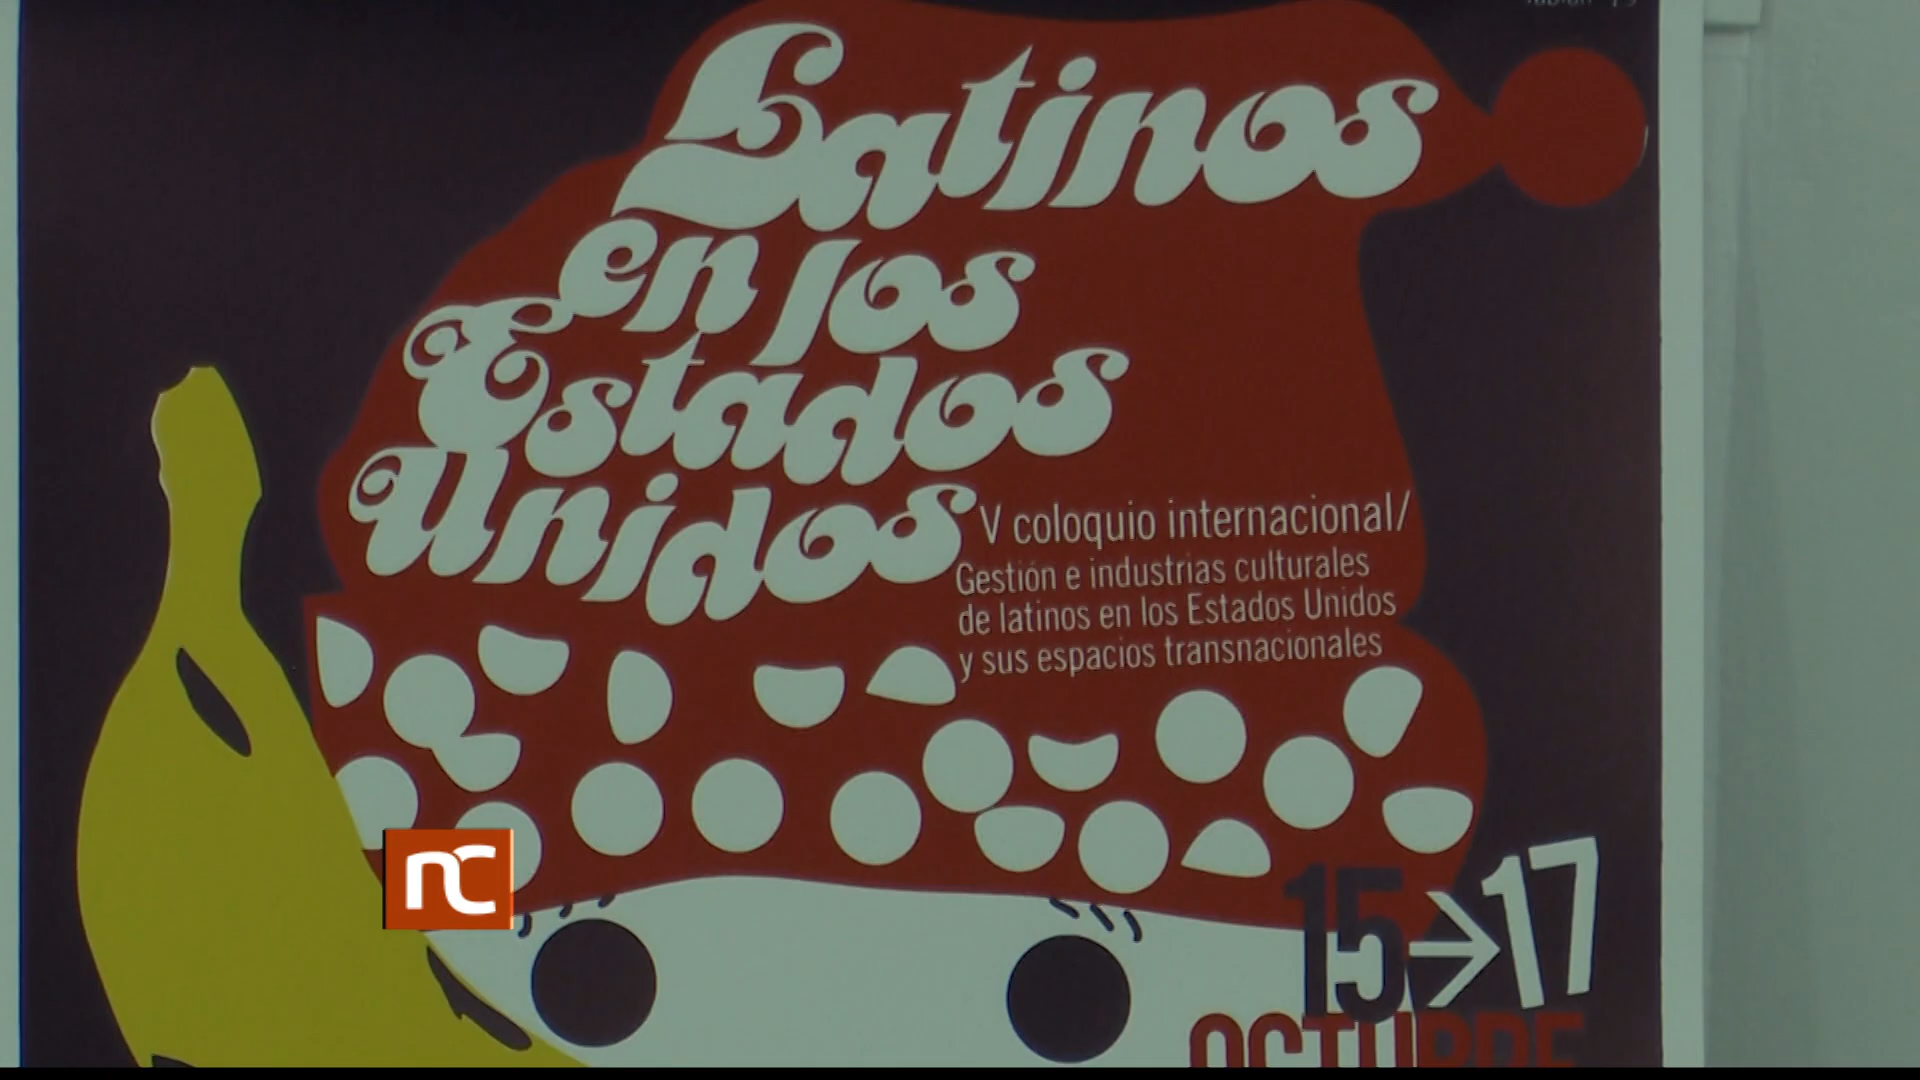 Latinos
en los
Estados
Unidos
V coloquio internacional/
Gestión e industrias culturales
de latinos en los Estados Unidos
y sus espacios transnacionales
15→17
OCTUBRE
nc